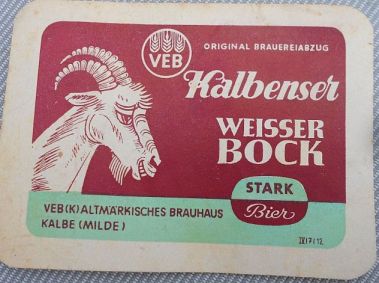 VEB
ORIGINAL BRAUEREIABZUG
Kalbenser
WEISSER
BOCK
STARK
Bier
VEB(K) ALTMÄRKISCHES BRAUHAUS
KALBE (MILDE)